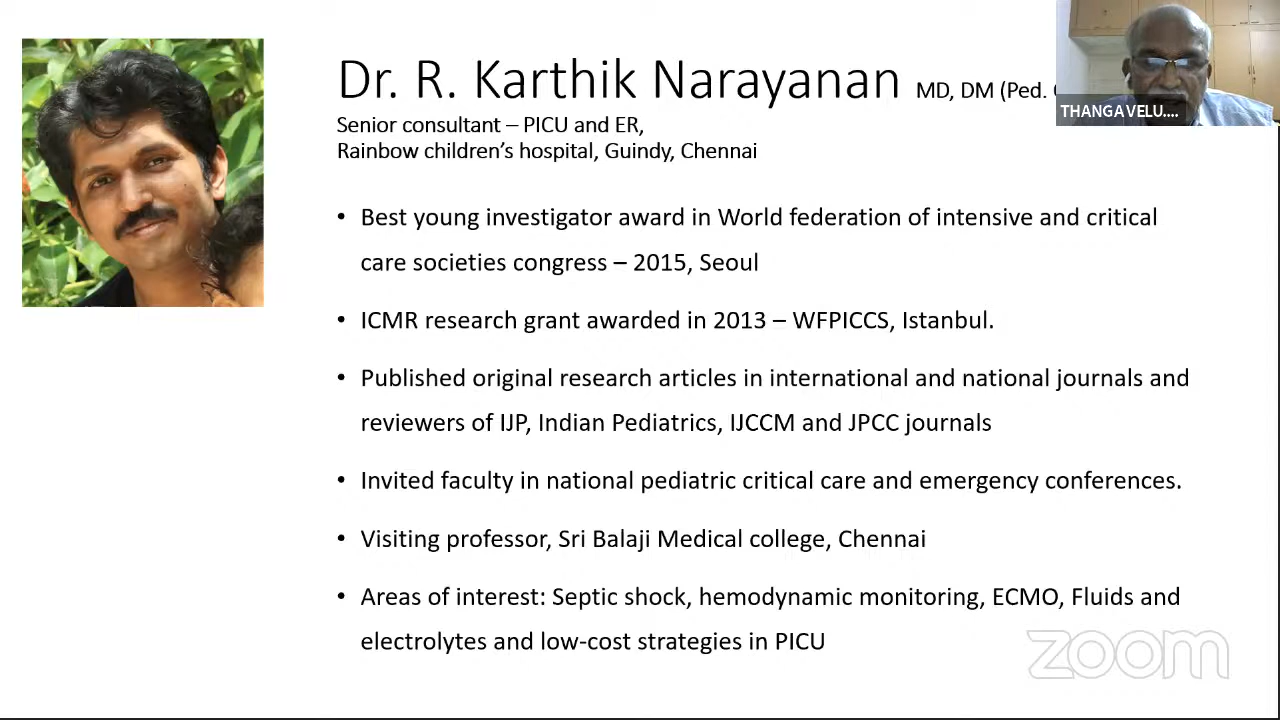 Dr. R. Karthik Narayanan MD, DM (Ped.
THANGAVELU....
Senior consultant – PICU and ER,
Rainbow children's hospital, Guindy, Chennai
• Best young investigator award in World federation of intensive and critical
care societies congress – 2015, Seoul
• ICMR research grant awarded in 2013 – WFPICCS, Istanbul.
• Published original research articles in international and national journals and
reviewers of IJP, Indian Pediatrics, IJCCM and JPCC journals
• Invited faculty in national pediatric critical care and emergency conferences.
• Visiting professor, Sri Balaji Medical college, Chennai
• Areas of interest: Septic shock, hemodynamic monitoring, ECMO, Fluids and
electrolytes and low-cost strategies in PICU
zoom